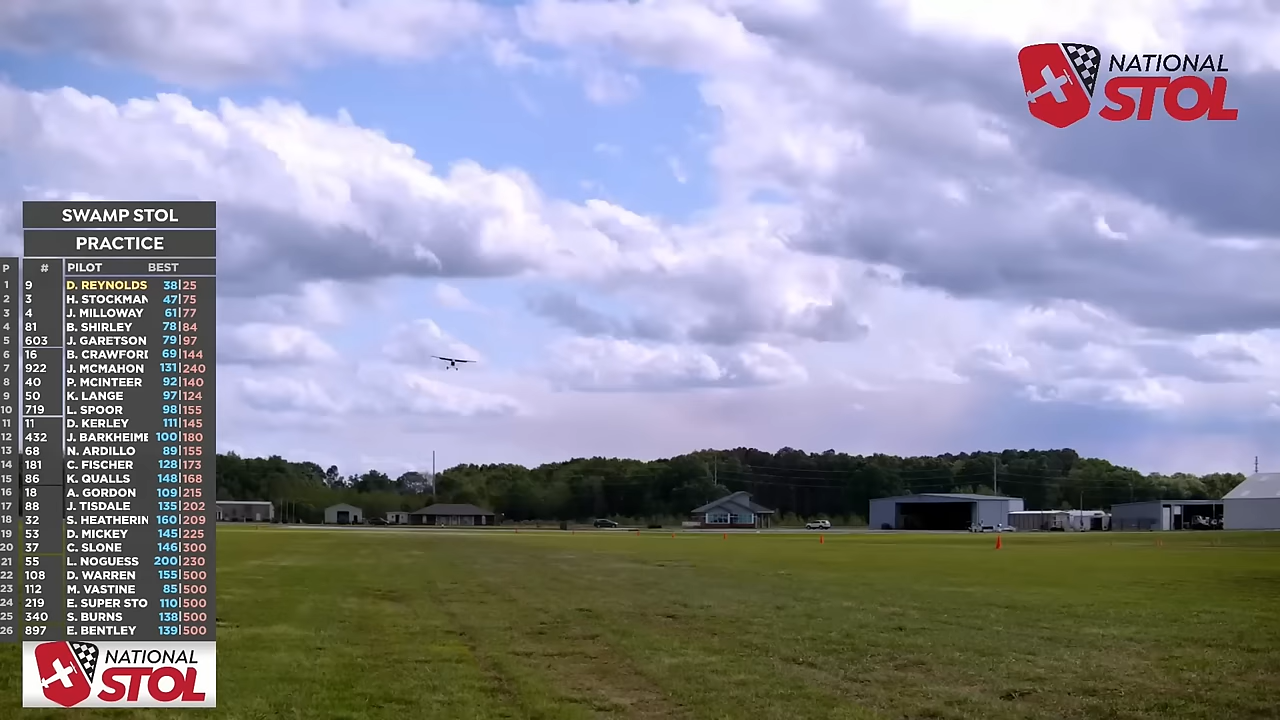 NATIONAL
STOL
SWAMP STOL
PRACTICE
P # PILOT BEST
1 9 D. REYNOLDS 38|25
2 3 H. STOCKMAN 47|75
3 4 J. MILLOWAY 61|77
4 81 B. SHIRLEY 78|84
5 603 J. GARETSON 79|97
6 16 B. CRAWFORD 69|144
7 922 J. MCMAHON 131|240
8 40 P. MCINTEER 92|140
9 50 K. LANGE 97|124
10 719 L. SPOOR 98|155
11 11 D. KERLEY 111|145
12 432 J. BARKHEIME 100|180
13 68 N. ARDILLO 89|155
14 181 C. FISCHER 128|173
15 86 K. QUALLS 148|168
16 18 A. GORDON 109|215
17 88 J. TISDALE 135|202
18 32 S. HEATHERIN 160|209
19 53 D. MICKEY 145|225
20 37 C. SLONE 146|300
21 55 L. NOGUESS 200|230
22 108 D. WARREN 155|500
23 112 M. VASTINE 85|500
24 219 E. SUPER STO 110|500
25 340 S. BURNS 138|500
26 897 E. BENTLEY 139|500
NATIONAL
STOL